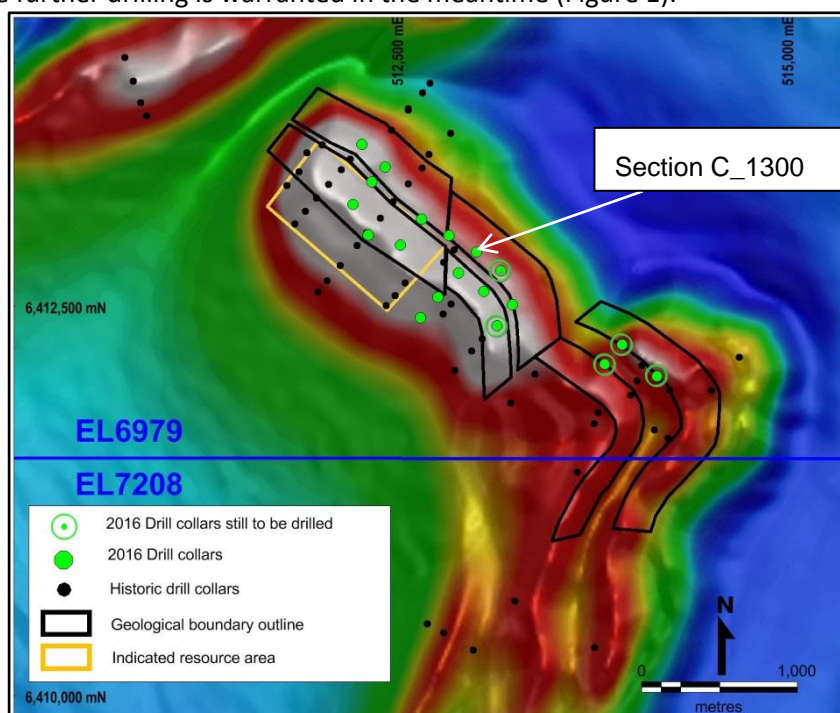 s further drilling is warranted in the meantime (Figure 1).
512,500 mE
515,000 mE
Section C_1300
6,412,500 mN
EL6979
EL7208
2016 Drill collars still to be drilled
2016 Drill collars
Historic drill collars
Geological boundary outline
Indicated resource area
N
0 1,000
metres
6,410,000 mN